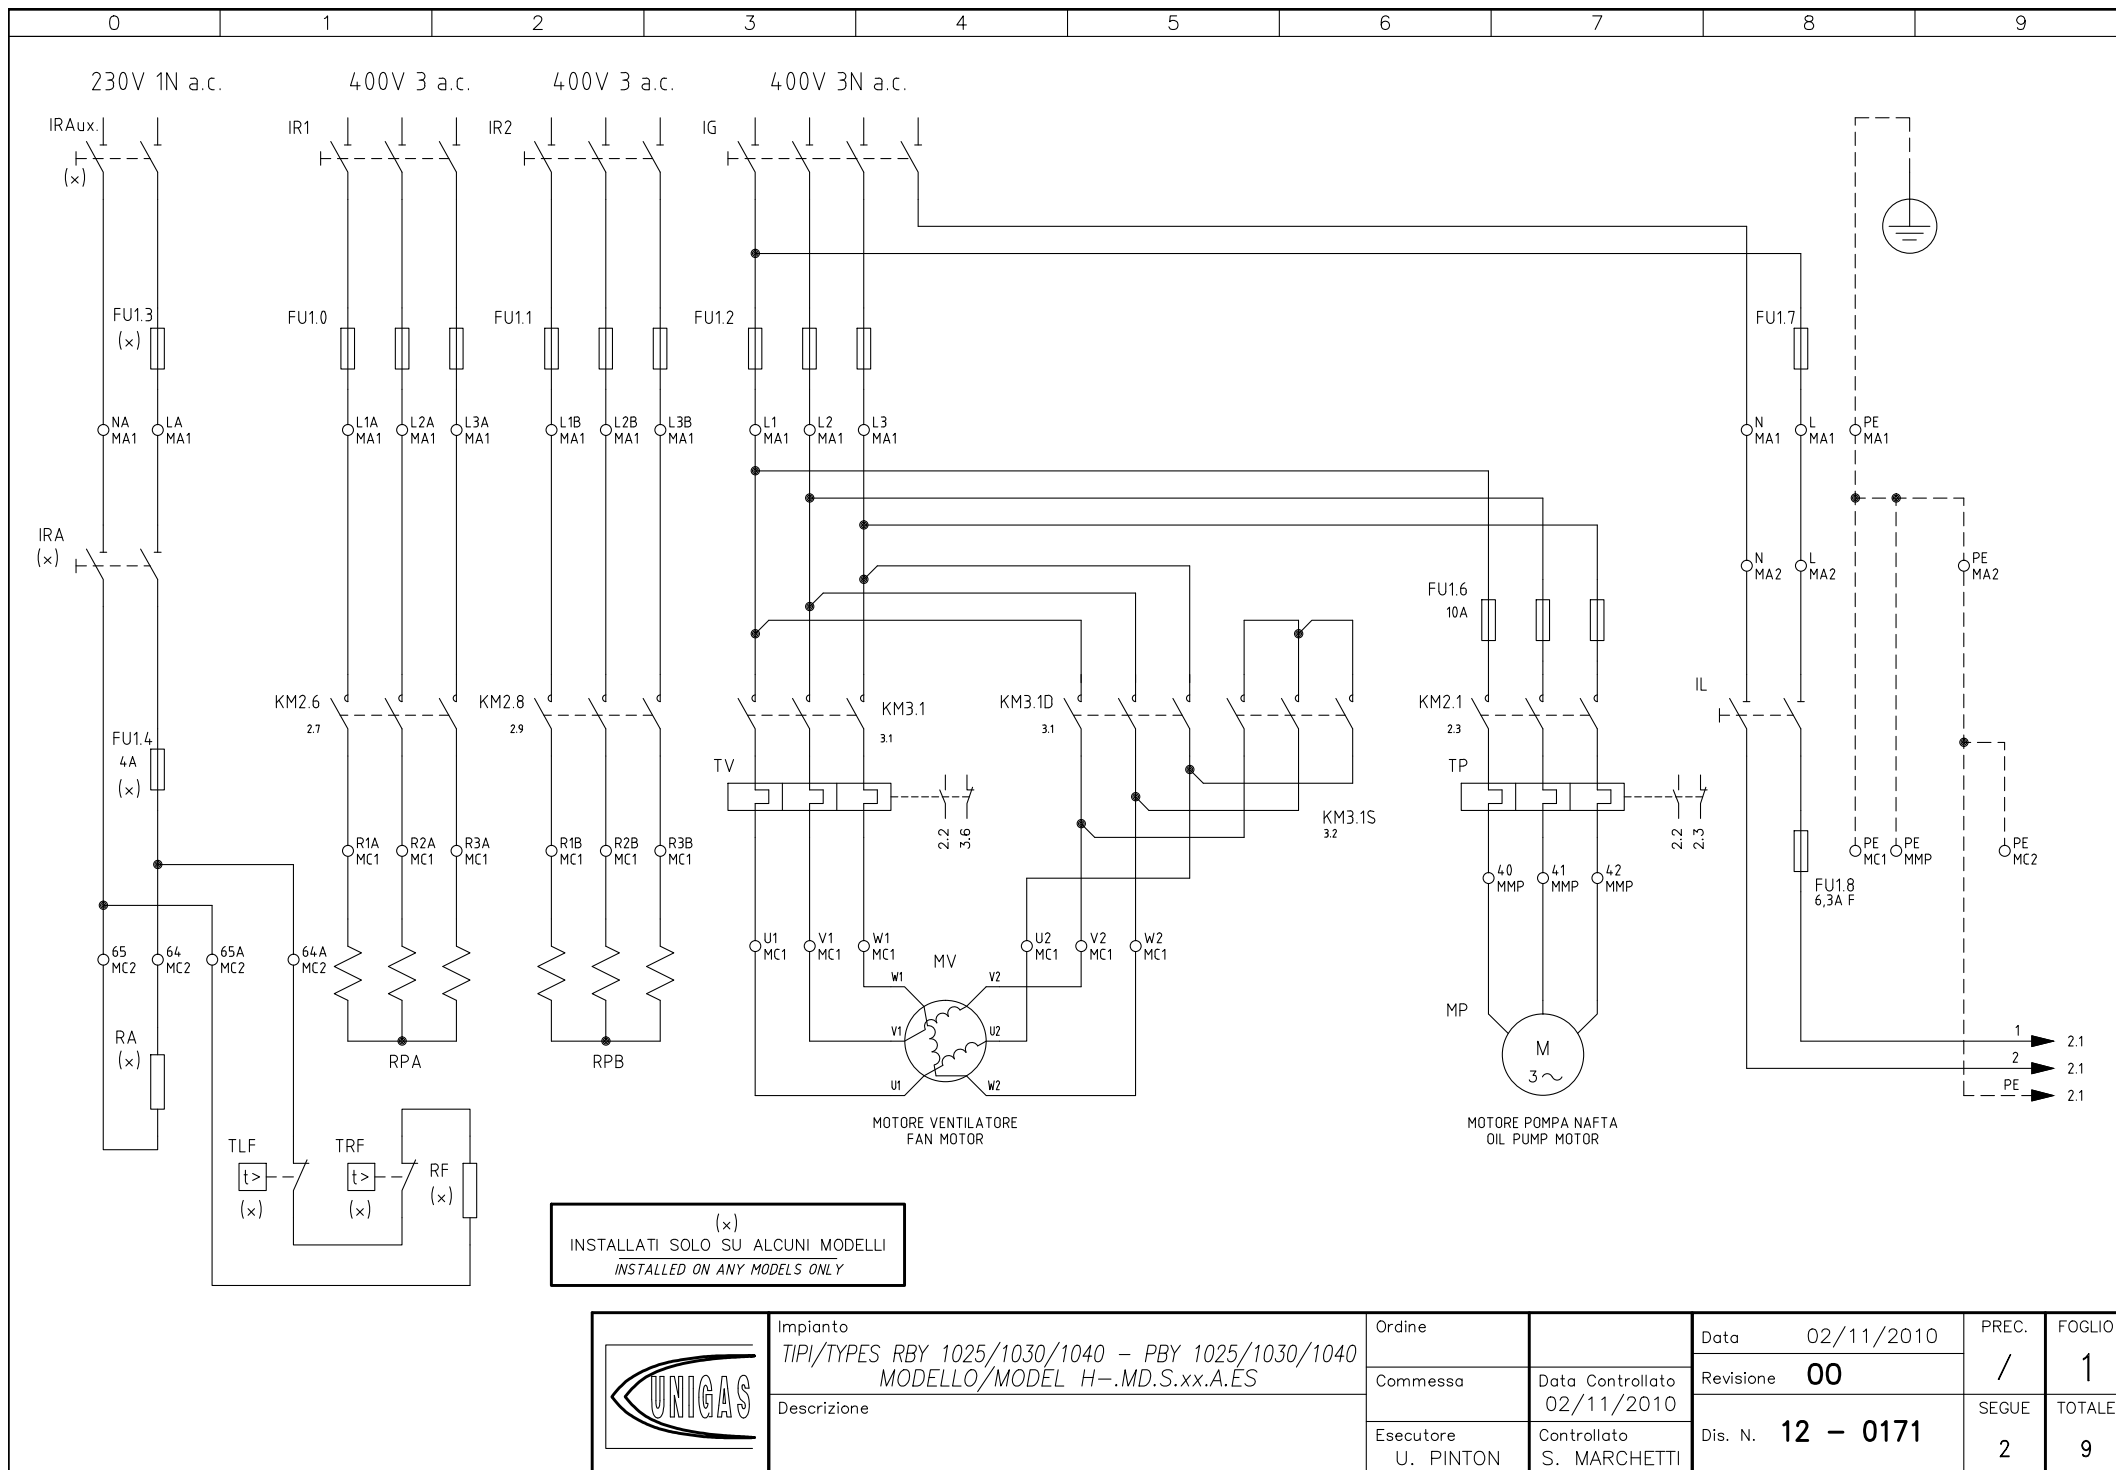 0 1 2 3 4 5 6 7 8 9
230V 1N a.c. 400V 3 a.c. 400V 3 a.c. 400V 3N a.c.
IRAux. IR1 IR2 IG
(x)
FU1.3 FU1.0 FU1.1 FU1.2 FU1.7
(x)
NA LA L1A L2A L3A L1B L2B L3B L1 L2 L3 N L PE
MA1 MA1 MA1 MA1 MA1 MA1 MA1 MA1 MA1 MA1 MA1 MA1 MA1 MA1
IRA
(x)
N L PE
MA2 MA2 MA2
FU1.6
10A
IL
KM2.6 KM2.8 KM3.1 KM3.1D KM2.1
2.7 2.9 3.1 3.1 2.3
FU1.4
4A
(x)
TV TP
2.2 3.6 2.2 2.3
KM3.1S
3.2
R1A R2A R3A R1B R2B R3B PE PE PE
MC1 MC1 MC1 MC1 MC1 MC1 MC1 MMP MC2
40 41 42
MMP MMP MMP
FU1.8
6,3A F
U1 V1 W1 U2 V2 W2
MC1 MC1 MC1 MC1 MC1 MC1
65 64 65A 64A
MC2 MC2 MC2 MC2
MV
W1 V2
V1 U2
U1 W2
MP
M
3~
RA
(x)
RPA RPB
1 2.1
2 2.1
PE 2.1
MOTORE VENTILATORE
FAN MOTOR
MOTORE POMPA NAFTA
OIL PUMP MOTOR
TLF TRF RF
t> t>
(x) (x) (x)
(x)
INSTALLATI SOLO SU ALCUNI MODELLI
INSTALLED ON ANY MODELS ONLY
UNIGAS
Impianto
TIPI/TYPES RBY 1025/1030/1040 – PBY 1025/1030/1040
MODELLO/MODEL H–.MD.S.xx.A.ES
Descrizione
Ordine
Commessa
Esecutore
U. PINTON
Data Controllato
02/11/2010
Controllato
S. MARCHETTI
Data 02/11/2010
Revisione 00
Dis. N. 12 – 0171
PREC.
/
FOGLIO
1
SEGUE
2
TOTALE
9